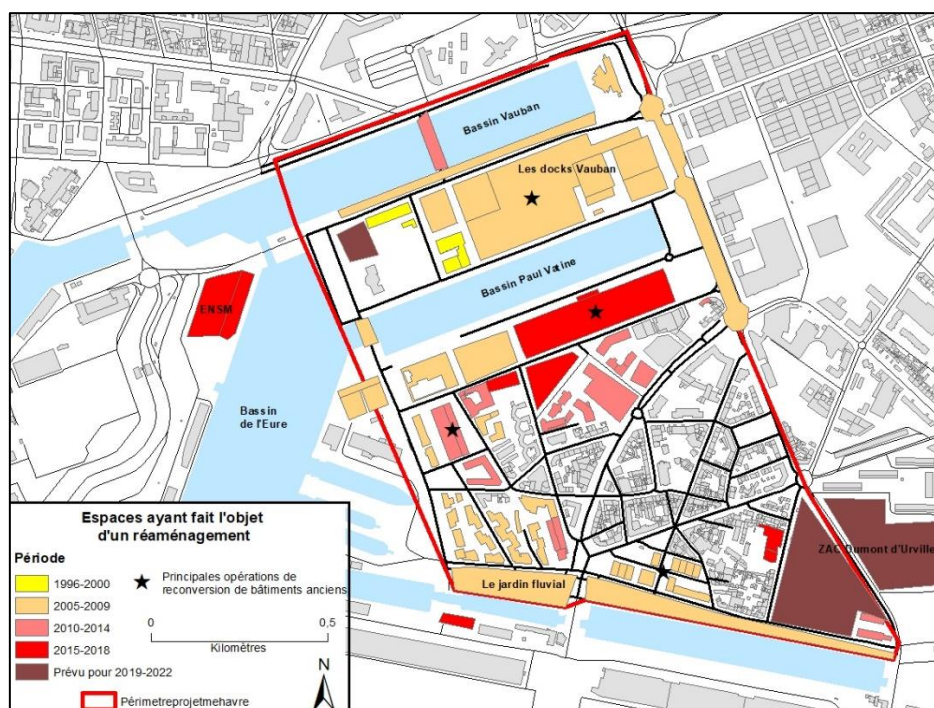 Bassin Vauban
Les docks Vauban
Bassin Paul Vatine
ENSM
Bassin
de l'Eure
ZAC Dumont d'Urville
Le jardin fluvial
Espaces ayant fait l'objet
d'un réaménagement
Période
1996-2000
2005-2009
2010-2014
2015-2018
Prévu pour 2019-2022
Principales opérations de
reconversion de bâtiments anciens
0 0,5
Kilomètres
N
Périmetreprojetmehavre